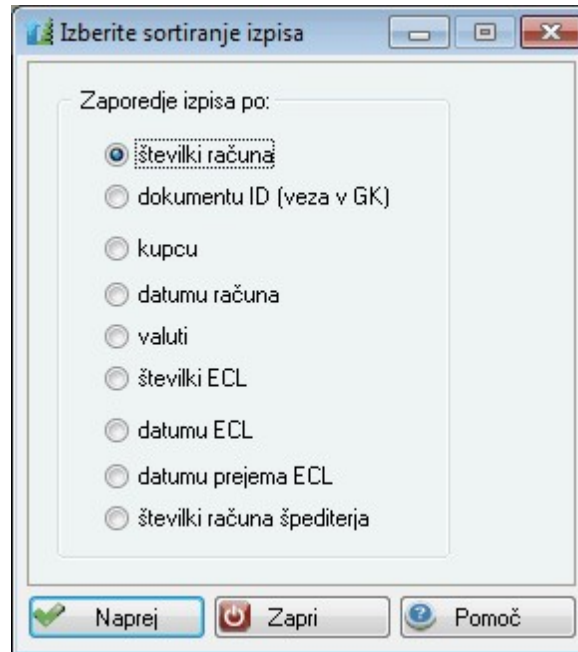 Izberite sortiranje izpisa
Zaporedje izpisa po:
številki računa
dokumentu ID (veza v GK)
kupcu
datumu računa
valuti
številki ECL
datumu ECL
datumu prejema ECL
številki računa špediterja
Naprej Zapri Pomoč